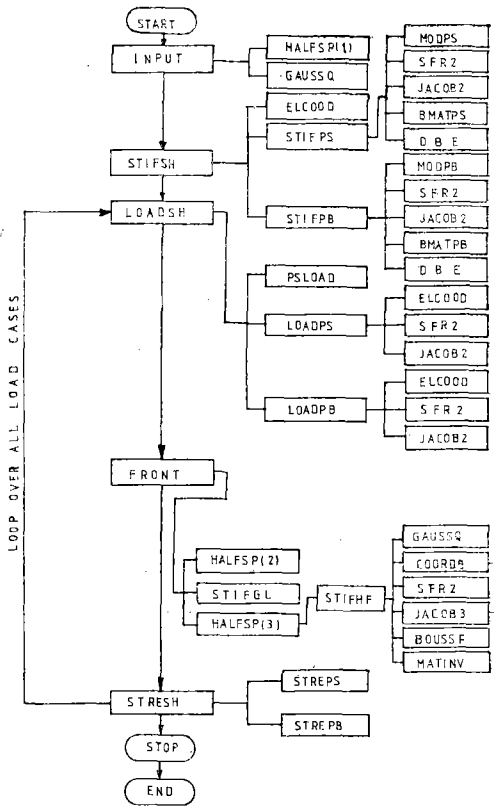 START
INPUT
HALFSP(1)
GAUSSQ
STIFSH
ELCOOD
STIFPS
MODPS
SFR2
JACOB2
BMATPS
DBE
STIFPB
MODPB
SFR2
JACOB2
BMATPB
DBE
LOADSH
PSLOAD
LOADPS
ELCOOD
SFR2
JACOB2
LOADPB
ELCOOD
SFR2
JACOB2
LOOP OVER ALL LOAD CASES
FRONT
HALFSP(2)
STIFGL
HALFSP(3)
STIFHF
GAUSSQ
COORD8
SFR2
JACOB3
BOUSSF
MATINV
STRESH
STREPS
STREPB
STOP
END